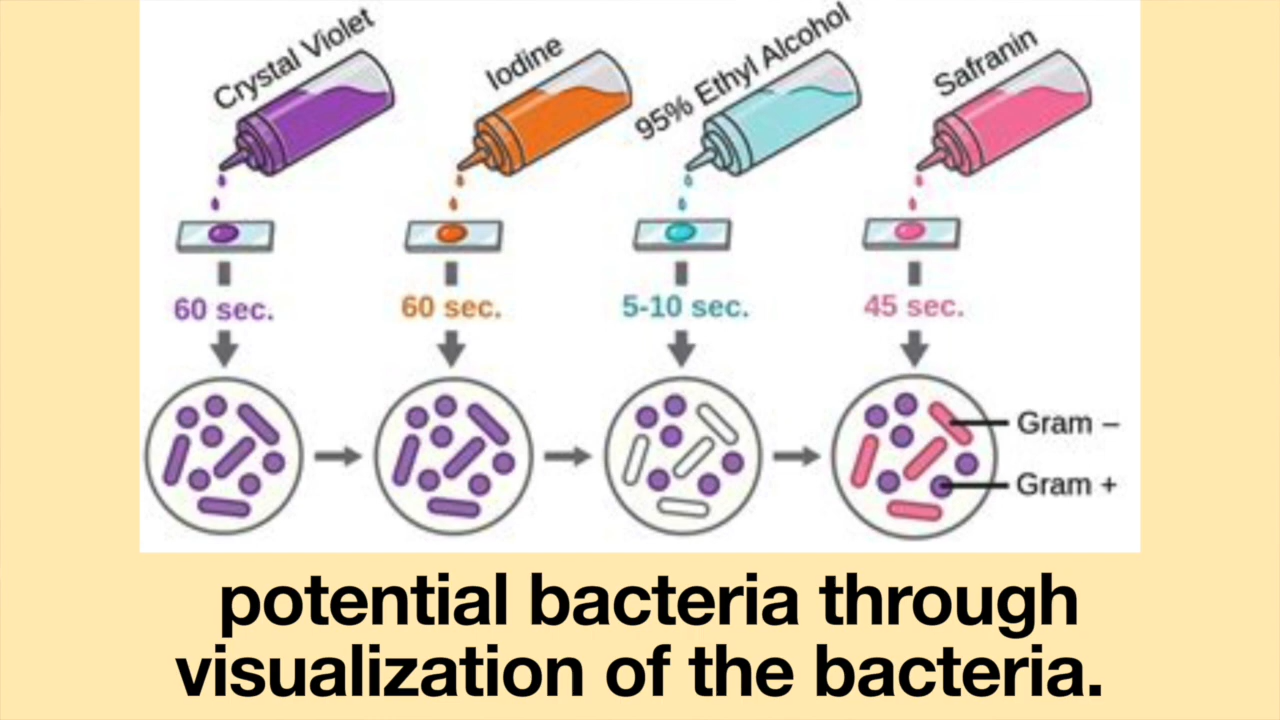 Crystal Violet
Iodine
95% Ethyl Alcohol
Safranin
60 sec.
60 sec.
5-10 sec.
45 sec.
Gram –
Gram +
potential bacteria through
visualization of the bacteria.